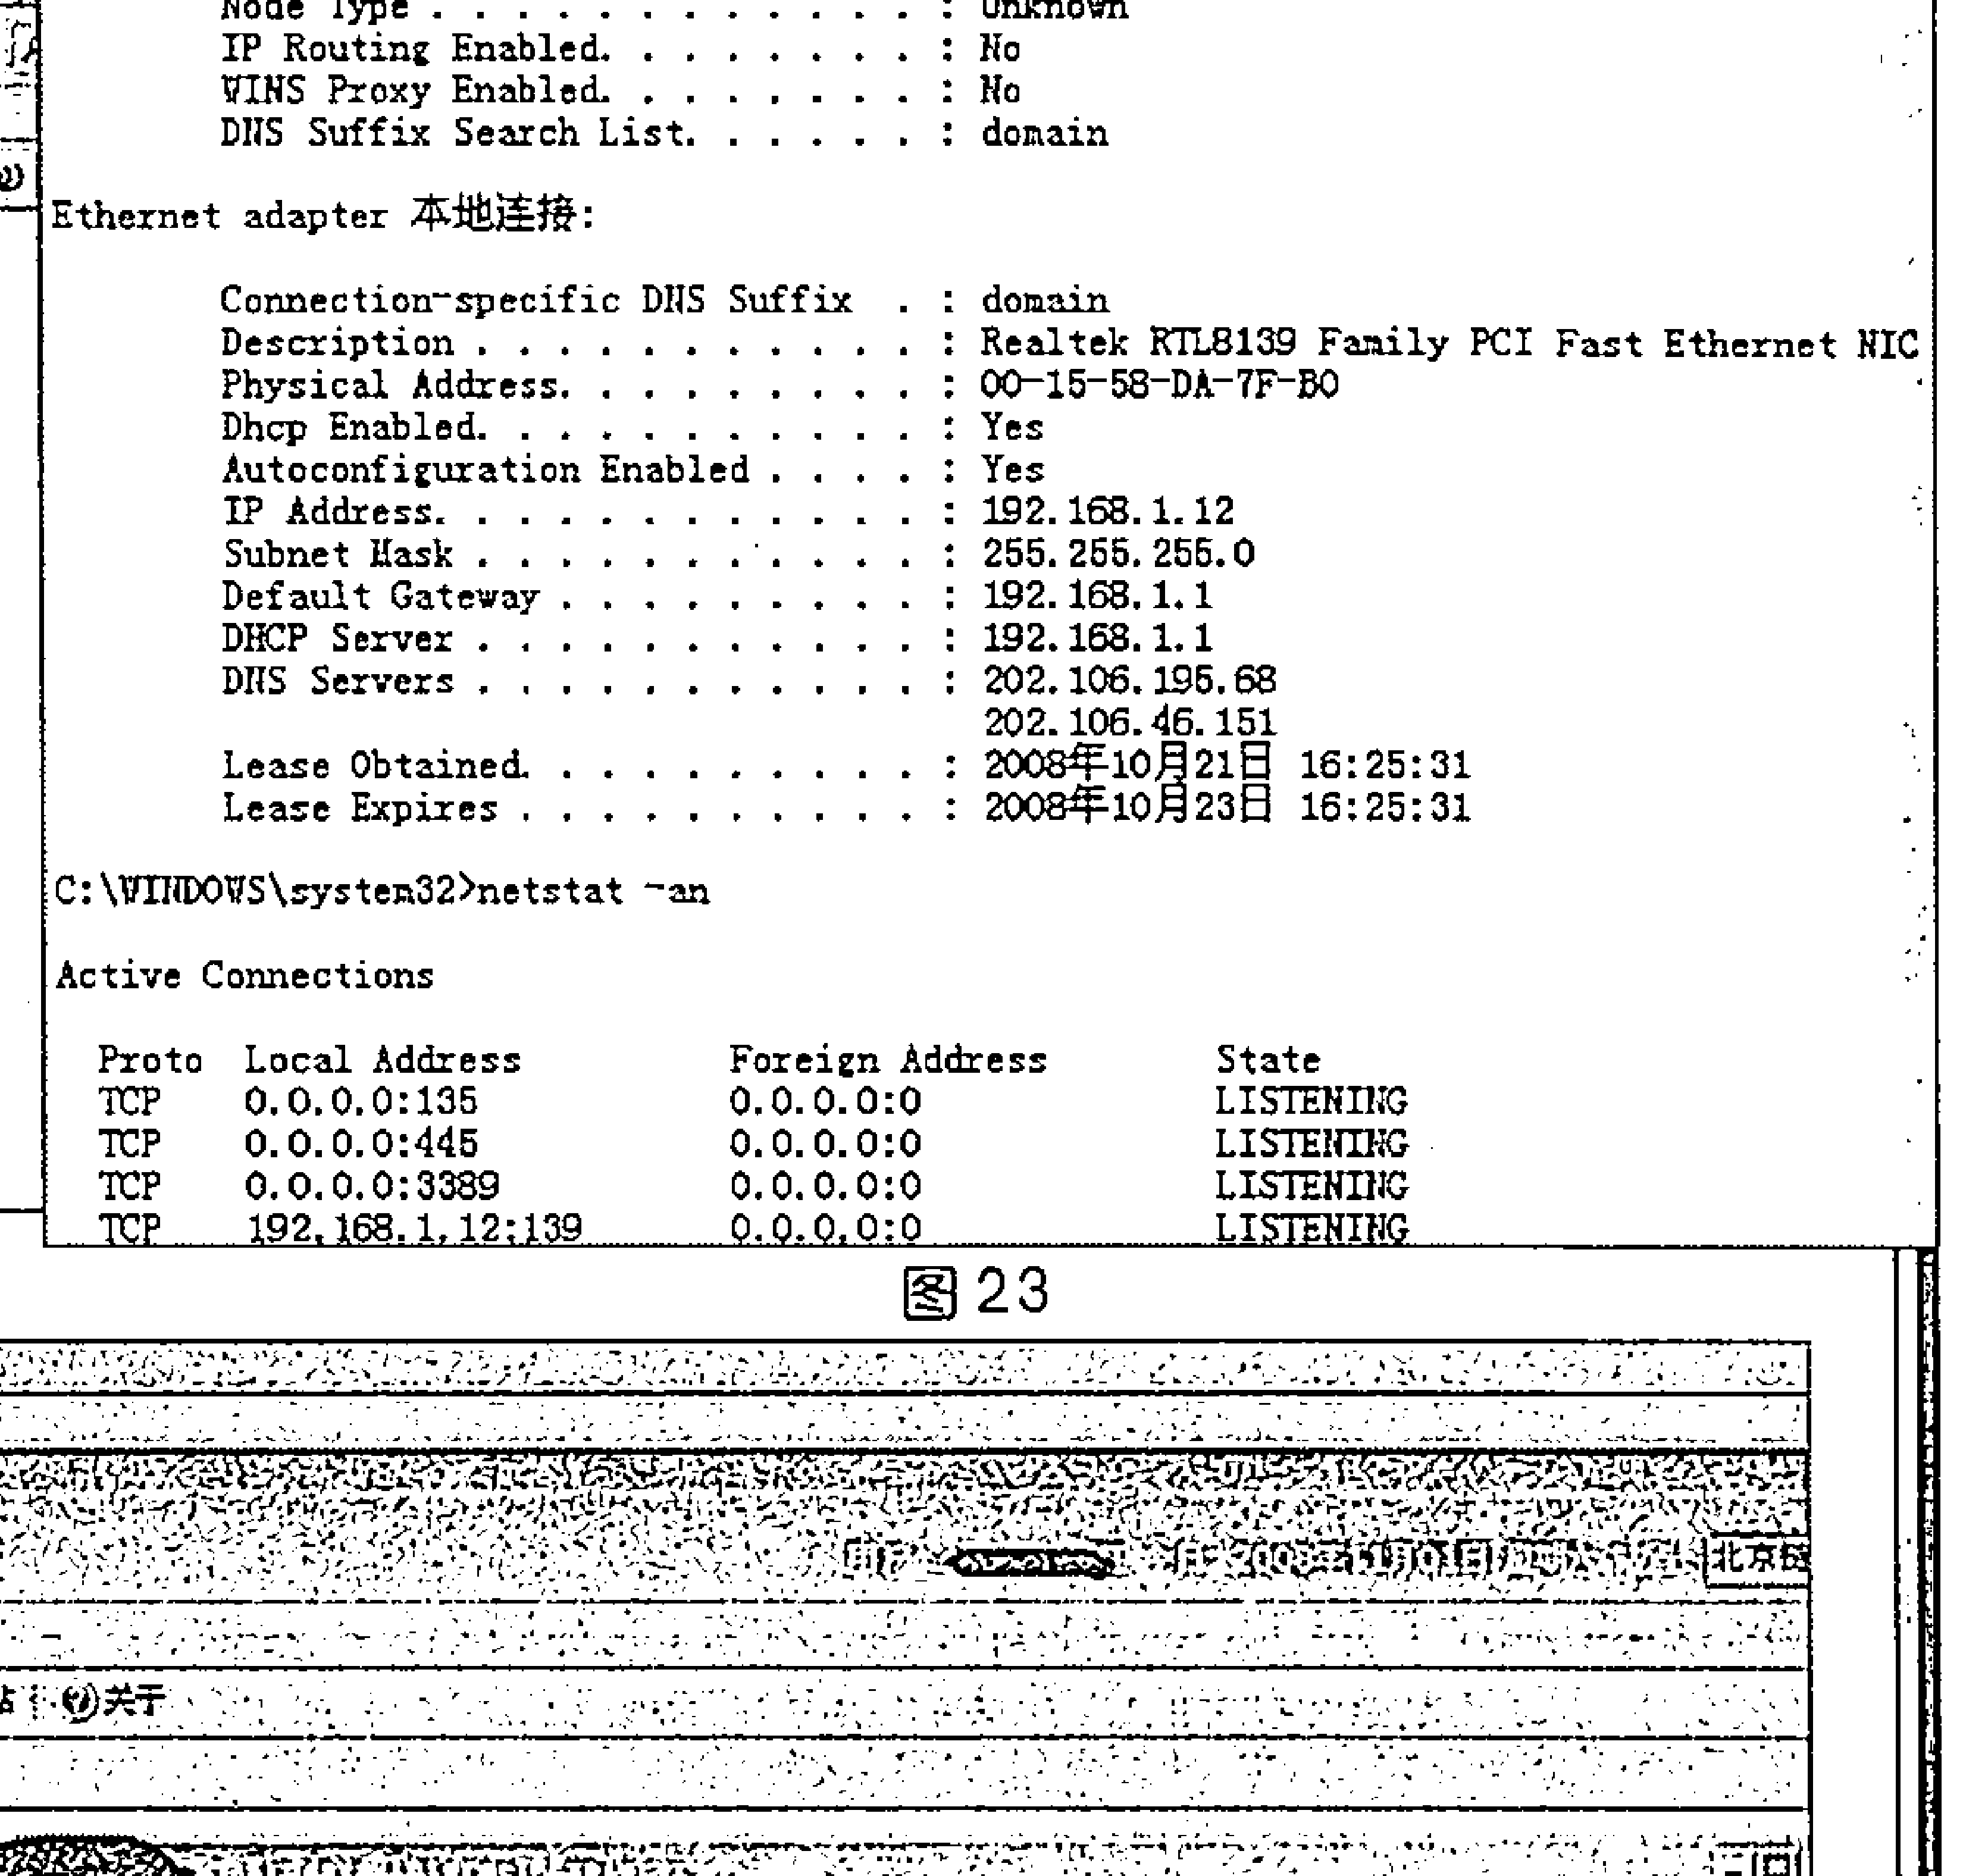 Node Type . . . . . . . . . . . . : Unknown
IP Routing Enabled. . . . . . . . : No
WINS Proxy Enabled. . . . . . . . : No
DNS Suffix Search List. . . . . . : domain
Ethernet adapter 本地连接:
Connection-specific DNS Suffix . : domain
Description . . . . . . . . . . . : Realtek RTL8139 Family PCI Fast Ethernet NIC
Physical Address. . . . . . . . . : 00-15-58-DA-7F-B0
Dhcp Enabled. . . . . . . . . . . : Yes
Autoconfiguration Enabled . . . . : Yes
IP Address. . . . . . . . . . . . : 192.168.1.12
Subnet Mask . . . . . . . . . . . : 255.255.255.0
Default Gateway . . . . . . . . . : 192.168.1.1
DHCP Server . . . . . . . . . . . : 192.168.1.1
DNS Servers . . . . . . . . . . . : 202.106.195.68
202.106.46.151
Lease Obtained. . . . . . . . . . : 2008年10月21日 16:25:31
Lease Expires . . . . . . . . . . : 2008年10月23日 16:25:31
C:\WINDOWS\system32>netstat -an
Active Connections
Proto Local Address Foreign Address State
TCP 0.0.0.0:135 0.0.0.0:0 LISTENING
TCP 0.0.0.0:445 0.0.0.0:0 LISTENING
TCP 0.0.0.0:3389 0.0.0.0:0 LISTENING
TCP 192.168.1.12:139 0.0.0.0:0 LISTENING
图 23
北京
关于